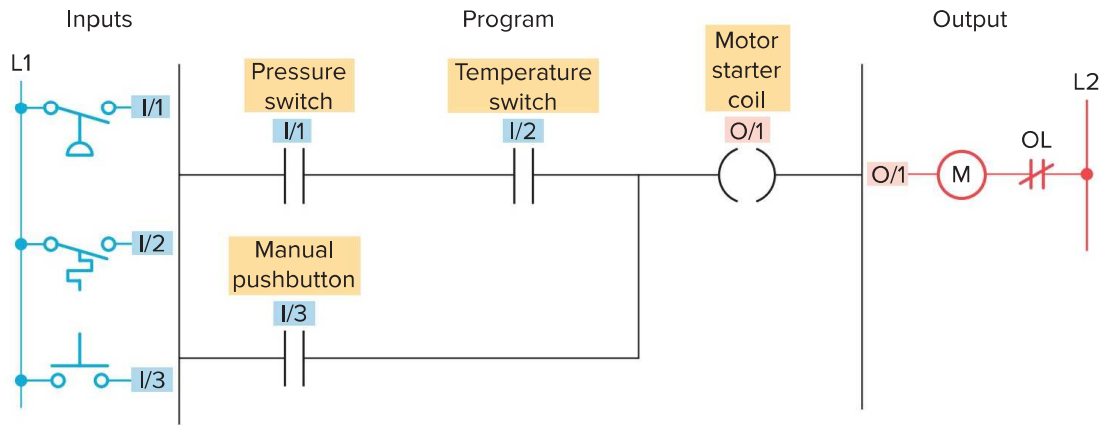 Inputs
Program
Output
L1
Pressure
switch
I/1
Temperature
switch
I/2
Motor
starter
coil
O/1
L2
I/1
O/1
M
OL
I/2
Manual
pushbutton
I/3
I/3